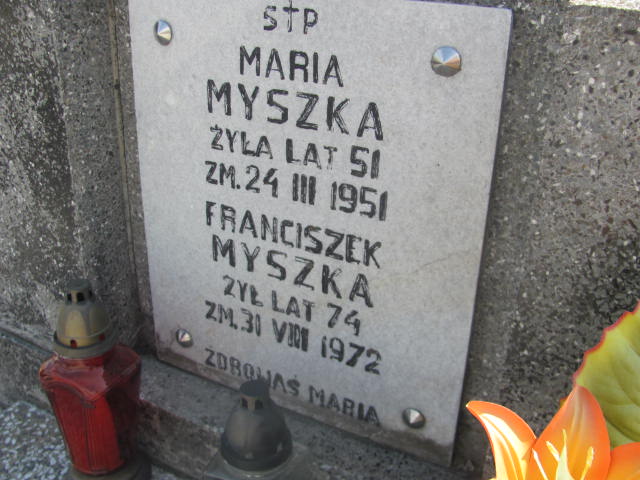 S†P
MARIA
MYSZKA
ŻYŁA LAT 51
ZM. 24 III 1951
FRANCISZEK
MYSZKA
ŻYŁ LAT 74
ZM. 31 VIII 1972
ZDROWAŚ MARIA